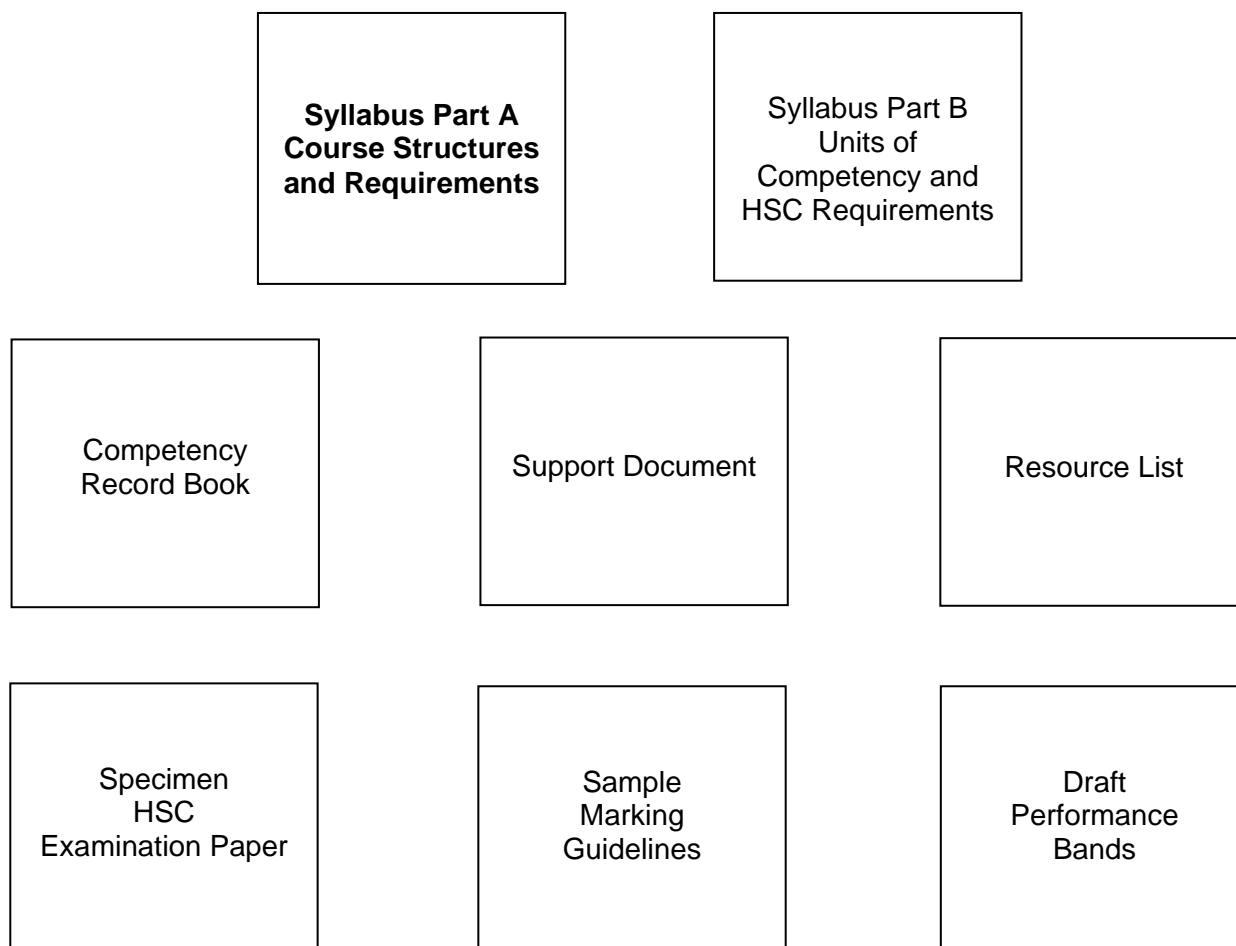 Syllabus Part A
Course Structures
and Requirements
Syllabus Part B
Units of
Competency and
HSC Requirements
Competency
Record Book
Support Document
Resource List
Specimen
HSC
Examination Paper
Sample
Marking
Guidelines
Draft
Performance
Bands